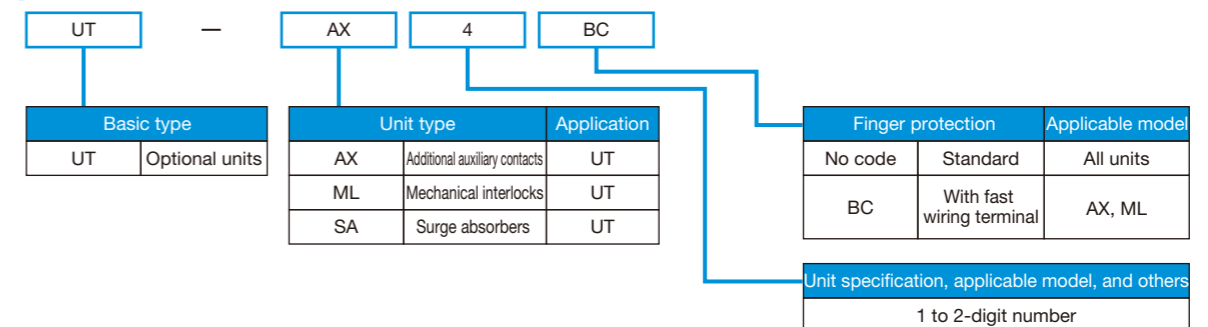 UT — AX 4 BC
Basic type
UT Optional units
Unit type Application
AX Additional auxiliary contacts UT
ML Mechanical interlocks UT
SA Surge absorbers UT
Finger protection Applicable model
No code Standard All units
BC With fast wiring terminal AX, ML
Unit specification, applicable model, and others
1 to 2-digit number